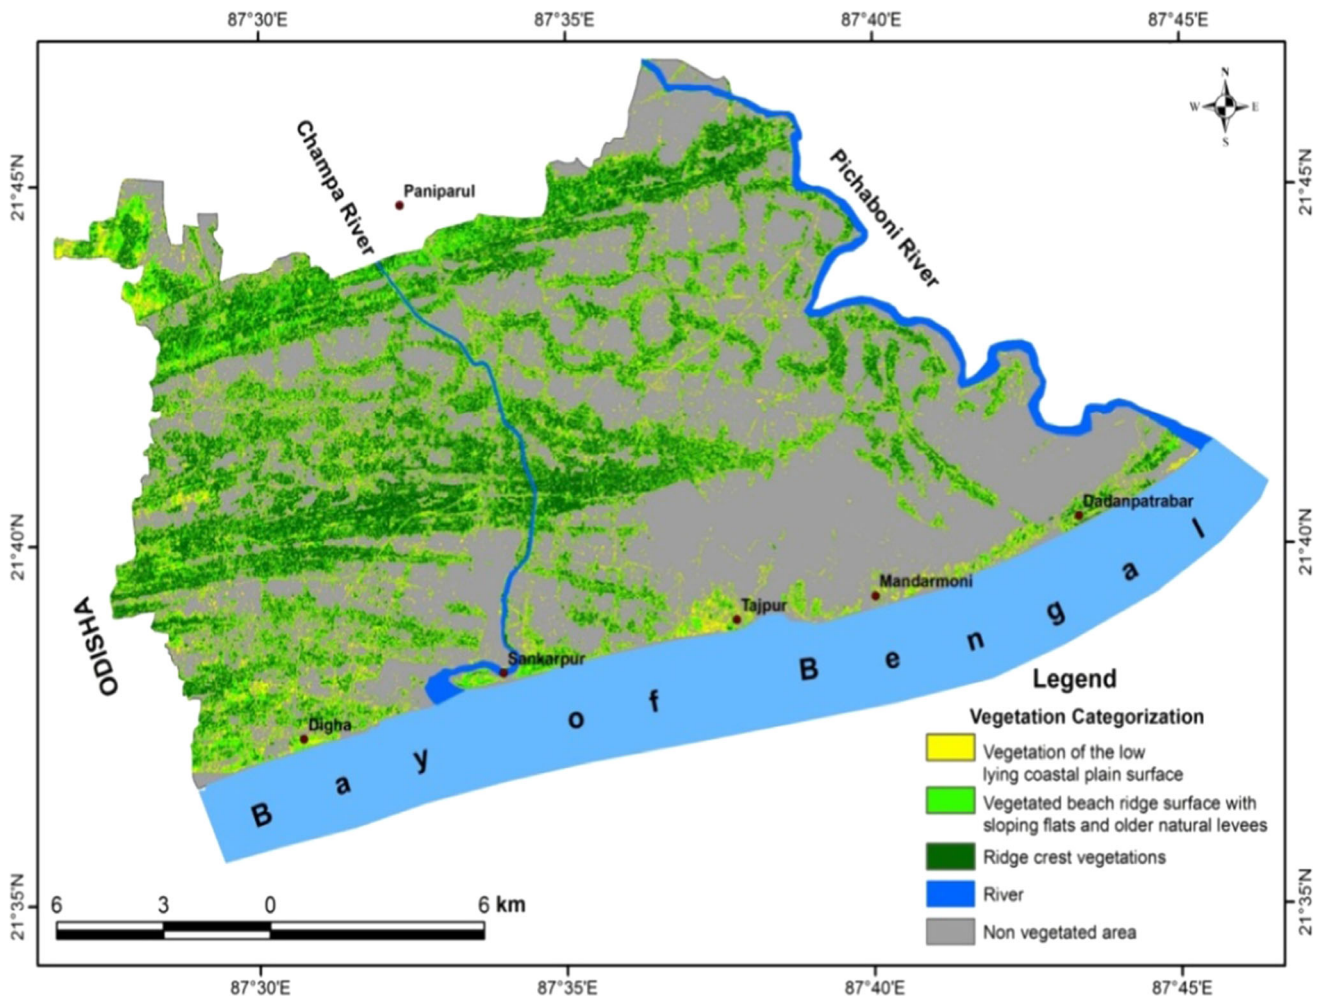 87°30'E 87°35'E 87°40'E 87°45'E
N
W E
S
21°45'N
21°45'N
Champa River
Paniparul
Pichaboni River
21°40'N
21°40'N
Dadanpatrabar
Mandarmoni
Tajpur
Sankarpur
Digha
ODISHA
Bay of Bengal
Legend
Vegetation Categorization
Vegetation of the low
lying coastal plain surface
Vegetated beach ridge surface with
sloping flats and older natural levees
Ridge crest vegetations
River
Non vegetated area
6 3 0 6 km
21°35'N
21°35'N
87°30'E 87°35'E 87°40'E 87°45'E